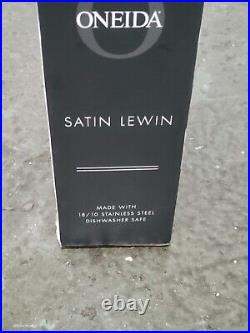 ONEIDA®
SATIN LEWIN
MADE WITH
18/10 STAINLESS STEEL
DISHWASHER SAFE